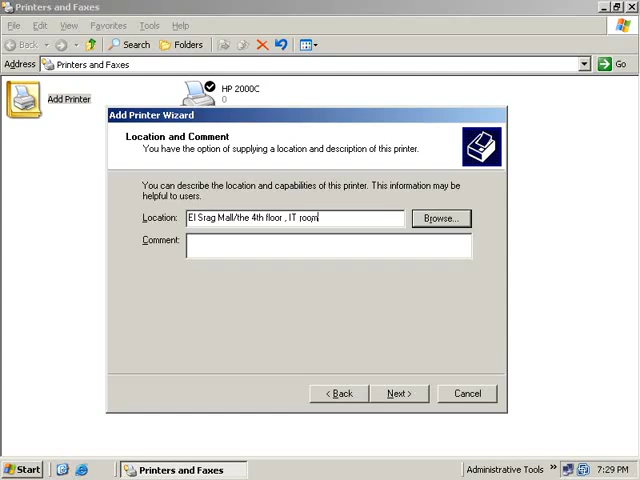 Printers and Faxes
File Edit View Favorites Tools Help
Back Search Folders
Address Printers and Faxes Go
Add Printer
HP 2000C
0
Add Printer Wizard
Location and Comment
You have the option of supplying a location and description of this printer.
You can describe the location and capabilities of this printer. This information may be
helpful to users.
Location: El Srag Mall/the 4th floor , IT room Browse...
Comment:
< Back Next > Cancel
Start Printers and Faxes Administrative Tools » 7:29 PM